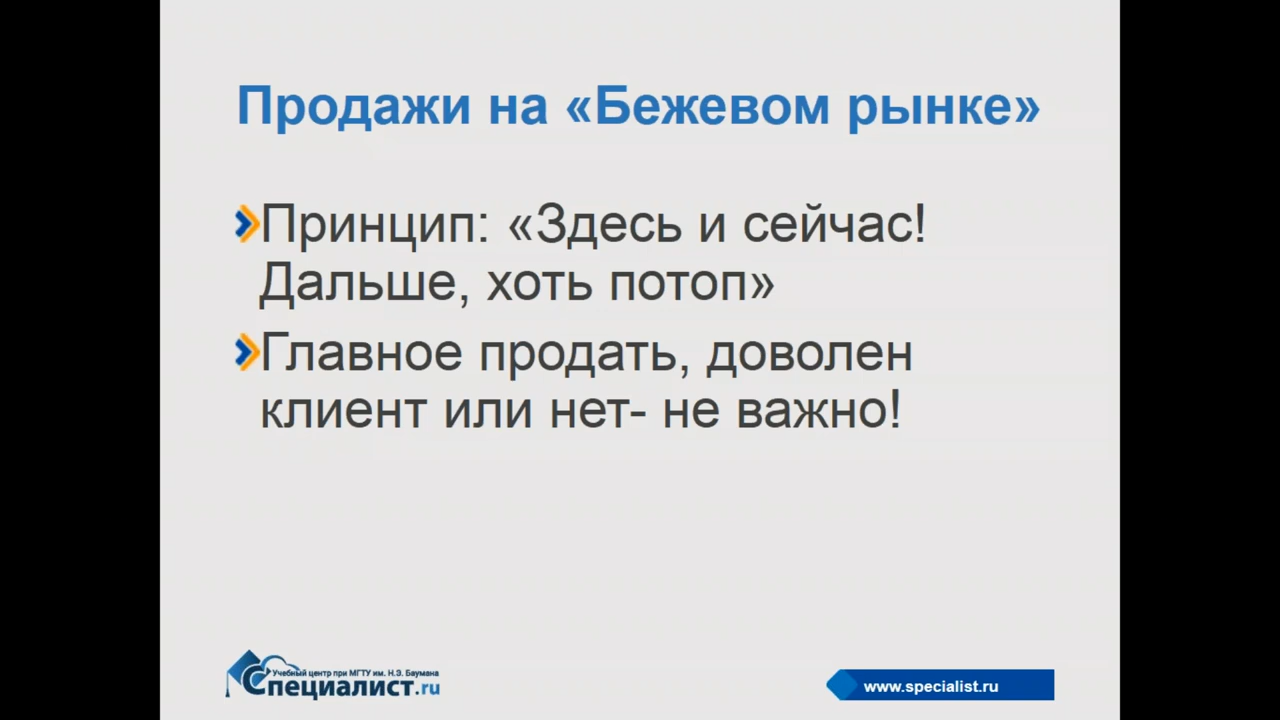 Продажи на «Бежевом рынке»
Принцип: «Здесь и сейчас!
Дальше, хоть потоп»
Главное продать, доволен
клиент или нет- не важно!
Учебный центр при МГТУ им. Н.Э. Баумана
Специалист.ru
www.specialist.ru